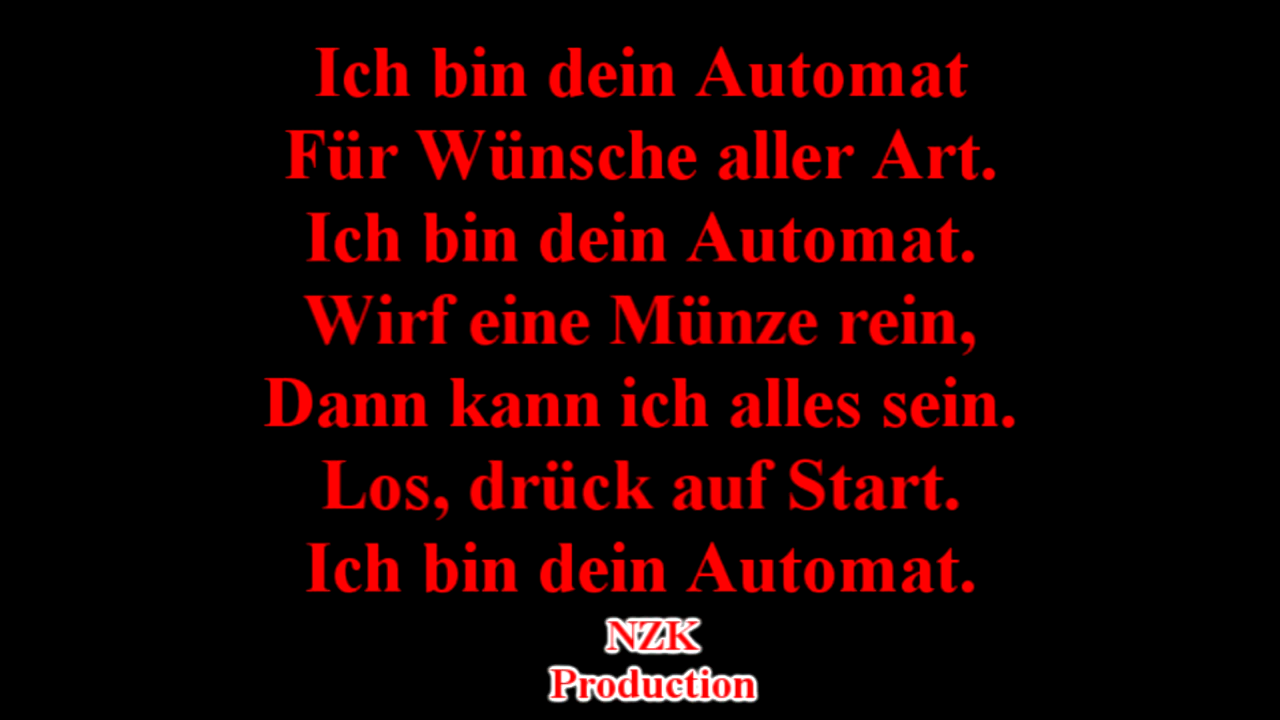 Ich bin dein Automat
Für Wünsche aller Art.
Ich bin dein Automat.
Wirf eine Münze rein,
Dann kann ich alles sein.
Los, drück auf Start.
Ich bin dein Automat.
NZK
Production